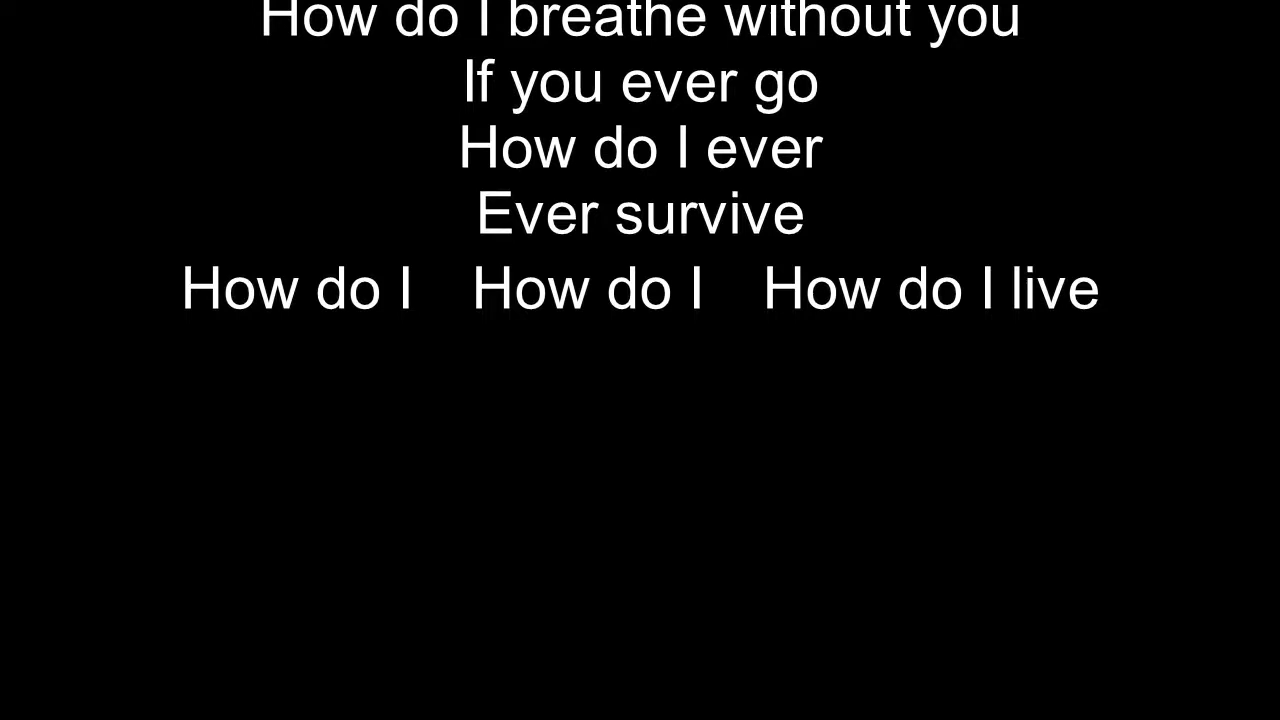 How do I breathe without you
If you ever go
How do I ever
Ever survive
How do I How do I How do I live